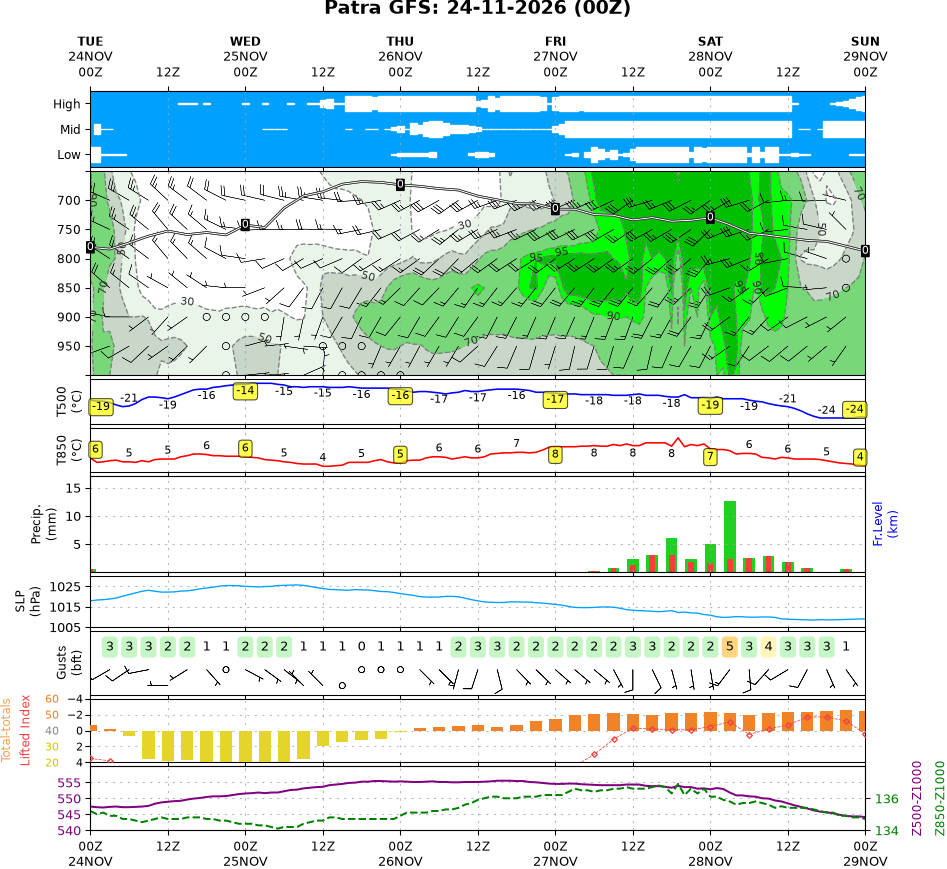 Patra GFS: 24-11-2026 (00Z)
TUE WED THU FRI SAT SUN
24NOV 25NOV 26NOV 27NOV 28NOV 29NOV
00Z 12Z 00Z 12Z 00Z 12Z 00Z 12Z 00Z 12Z 00Z
High
Mid
Low
700
750
800
850
900
950
0 0 0 0 0 0
30 50 70 30 50 70 95 95 90 50 70 70
T500 (°C)
-19 -21 -19 -16 -14 -15 -15 -16 -16 -17 -17 -16 -17 -18 -18 -18 -19 -19 -21 -24 -24
T850 (°C)
6 5 5 6 6 5 4 5 5 6 6 7 8 8 8 8 7 6 6 5 4
Precip. (mm)
15
10
5
Fr.Level (km)
SLP (hPa)
1025
1015
1005
Gusts (bft)
3 3 3 2 2 1 1 2 2 2 1 1 1 0 1 1 1 1 2 3 3 2 2 2 2 2 2 3 3 2 2 2 5 3 4 3 3 3 1
Total-totals
Lifted Index
60 −4
50 −2
40 0
30 2
20 4
555
550
545
540
136
134
Z500-Z1000
Z850-Z1000
00Z 12Z 00Z 12Z 00Z 12Z 00Z 12Z 00Z 12Z 00Z
24NOV 25NOV 26NOV 27NOV 28NOV 29NOV